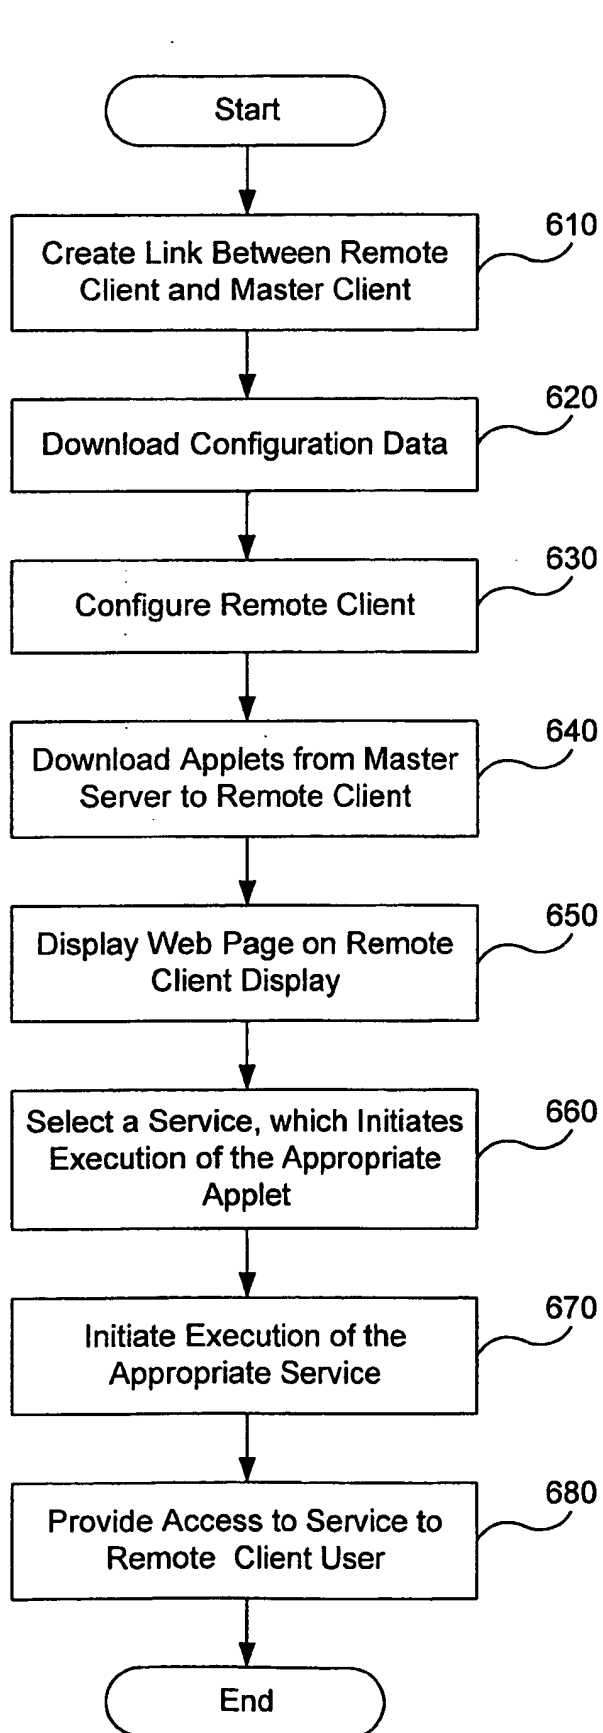 Start
610
Create Link Between Remote
Client and Master Client
620
Download Configuration Data
630
Configure Remote Client
640
Download Applets from Master
Server to Remote Client
650
Display Web Page on Remote
Client Display
660
Select a Service, which Initiates
Execution of the Appropriate
Applet
670
Initiate Execution of the
Appropriate Service
680
Provide Access to Service to
Remote Client User
End